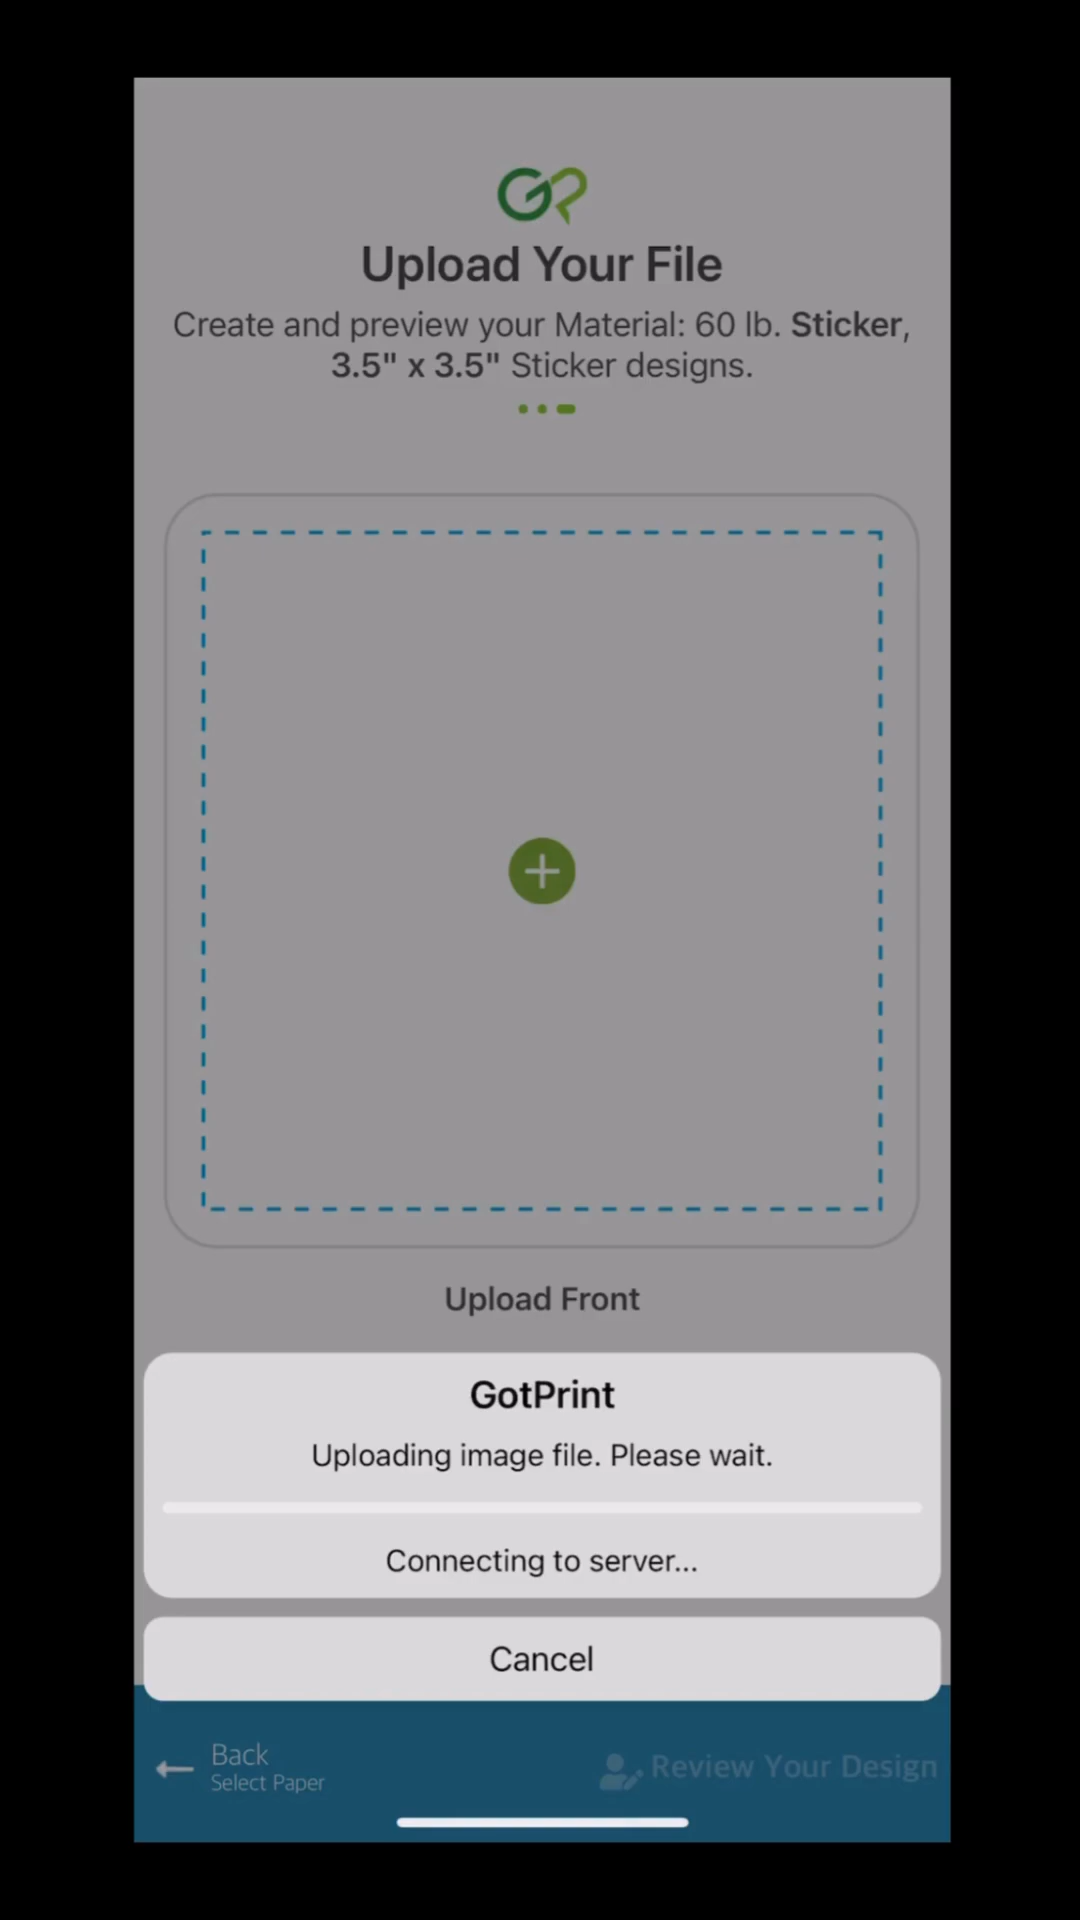 GP
Upload Your File
Create and preview your Material: 60 lb. Sticker,
3.5" x 3.5" Sticker designs.
Upload Front
GotPrint
Uploading image file. Please wait.
Connecting to server...
Cancel
Back
Select Paper
Review Your Design